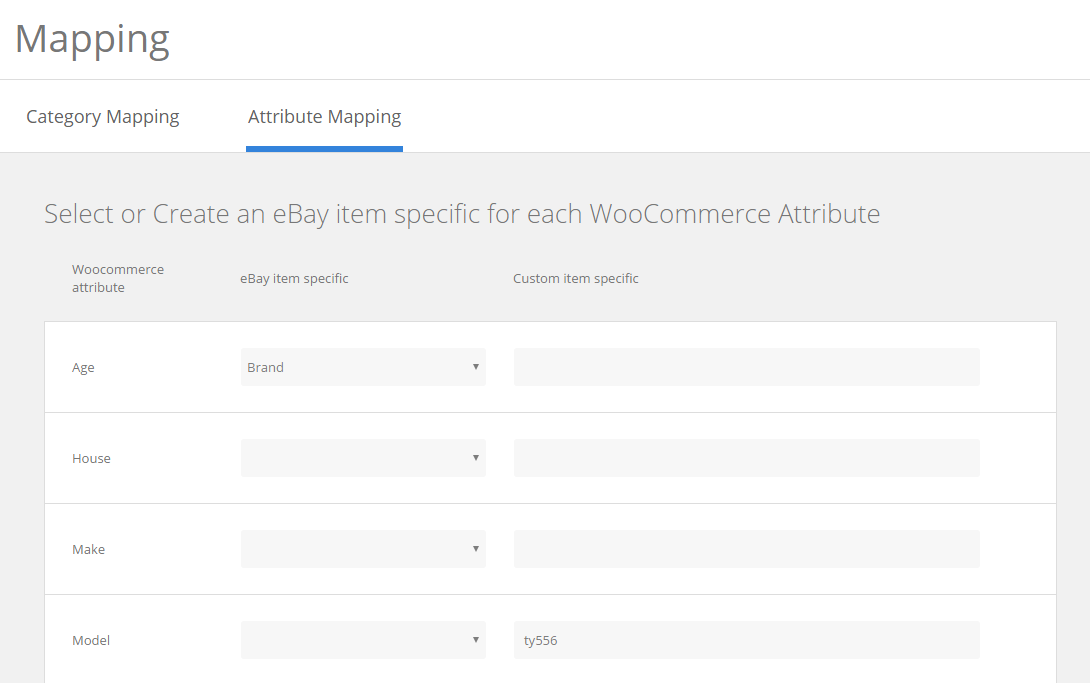 Mapping
Category Mapping
Attribute Mapping
Select or Create an eBay item specific for each WooCommerce Attribute
Woocommerce
attribute
eBay item specific
Custom item specific
Age
Brand
House
Make
Model
ty556